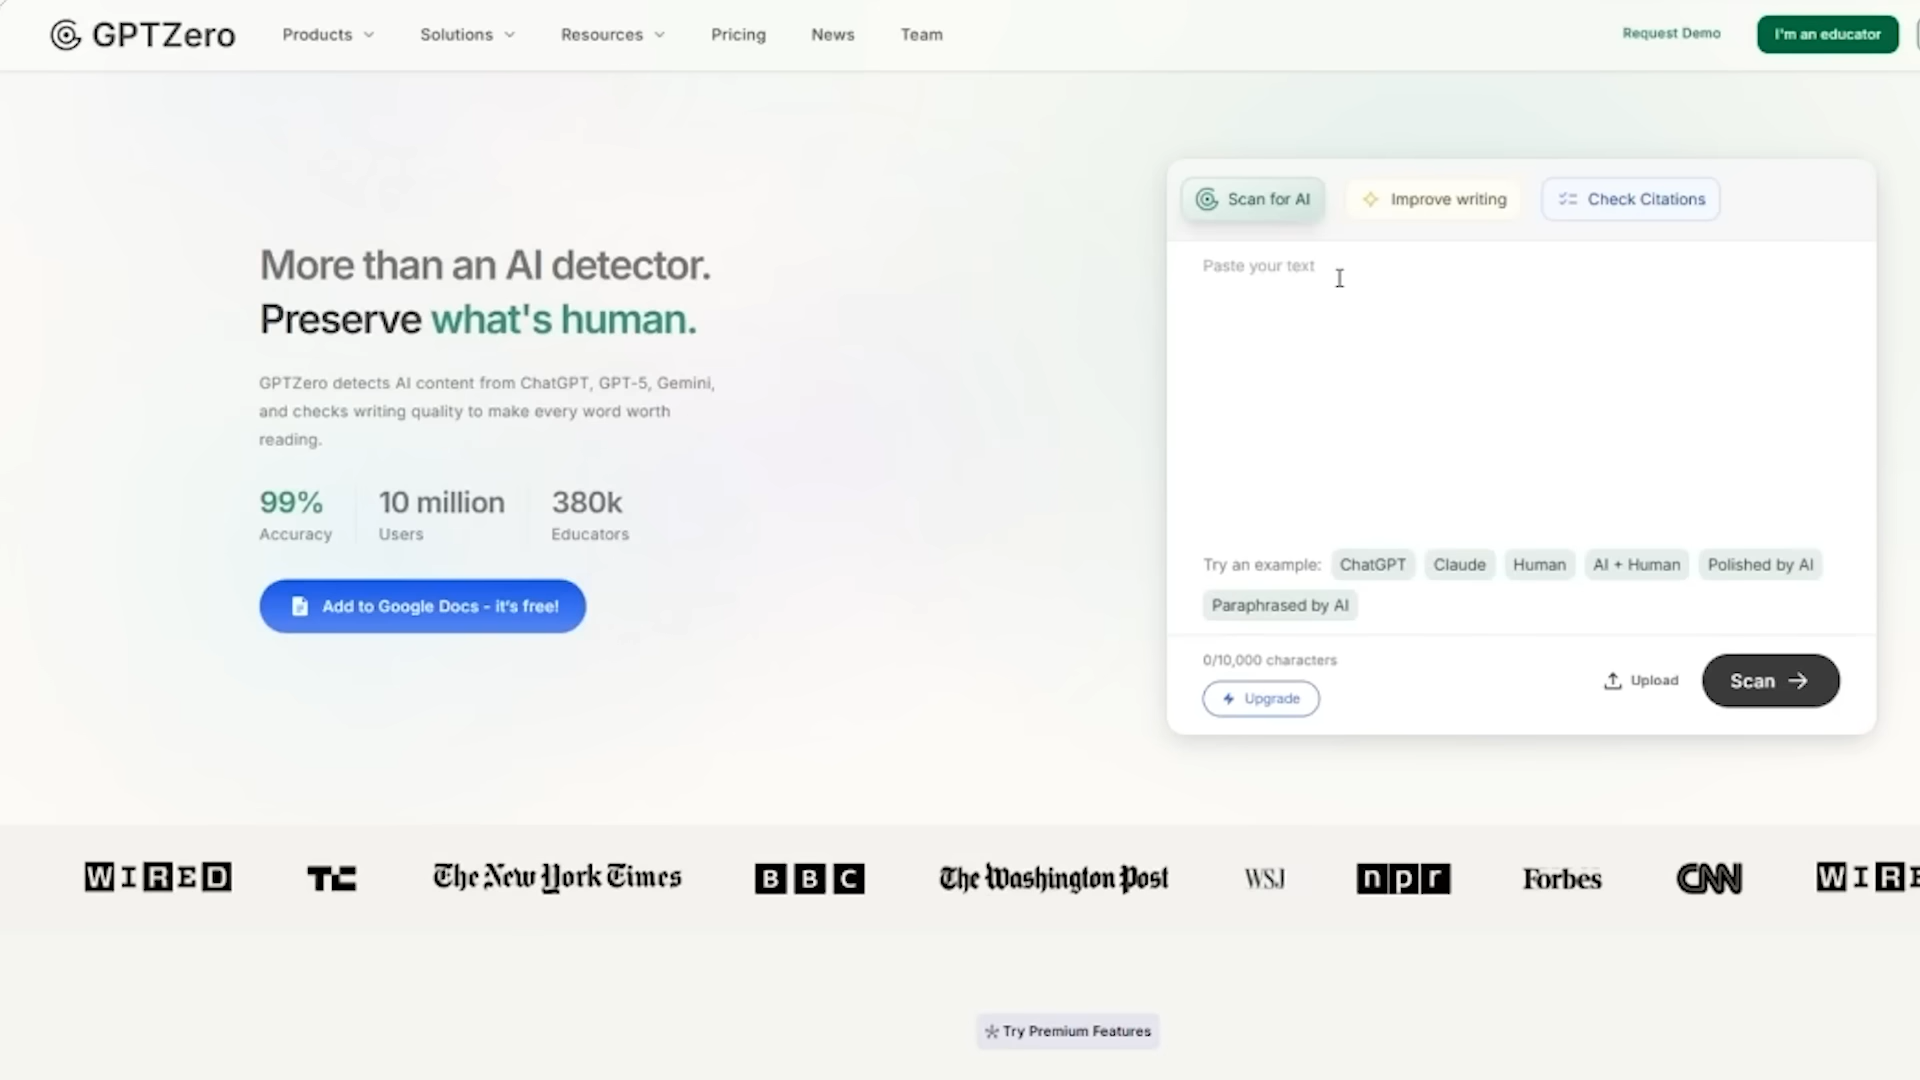 GPTZero
Products
Solutions
Resources
Pricing
News
Team
Request Demo
I'm an educator
Scan for AI
Improve writing
Check Citations
Paste your text
More than an AI detector.
Preserve what's human.
GPTZero detects AI content from ChatGPT, GPT-5, Gemini,
and checks writing quality to make every word worth
reading.
99%
Accuracy
10 million
Users
380k
Educators
Add to Google Docs - it's free!
Try an example: ChatGPT Claude Human AI + Human Polished by AI
Paraphrased by AI
0/10,000 characters
Upgrade
Upload
Scan
WIRED
TC
The New York Times
BBC
The Washington Post
WSJ
npr
Forbes
CNN
WIRE
Try Premium Features